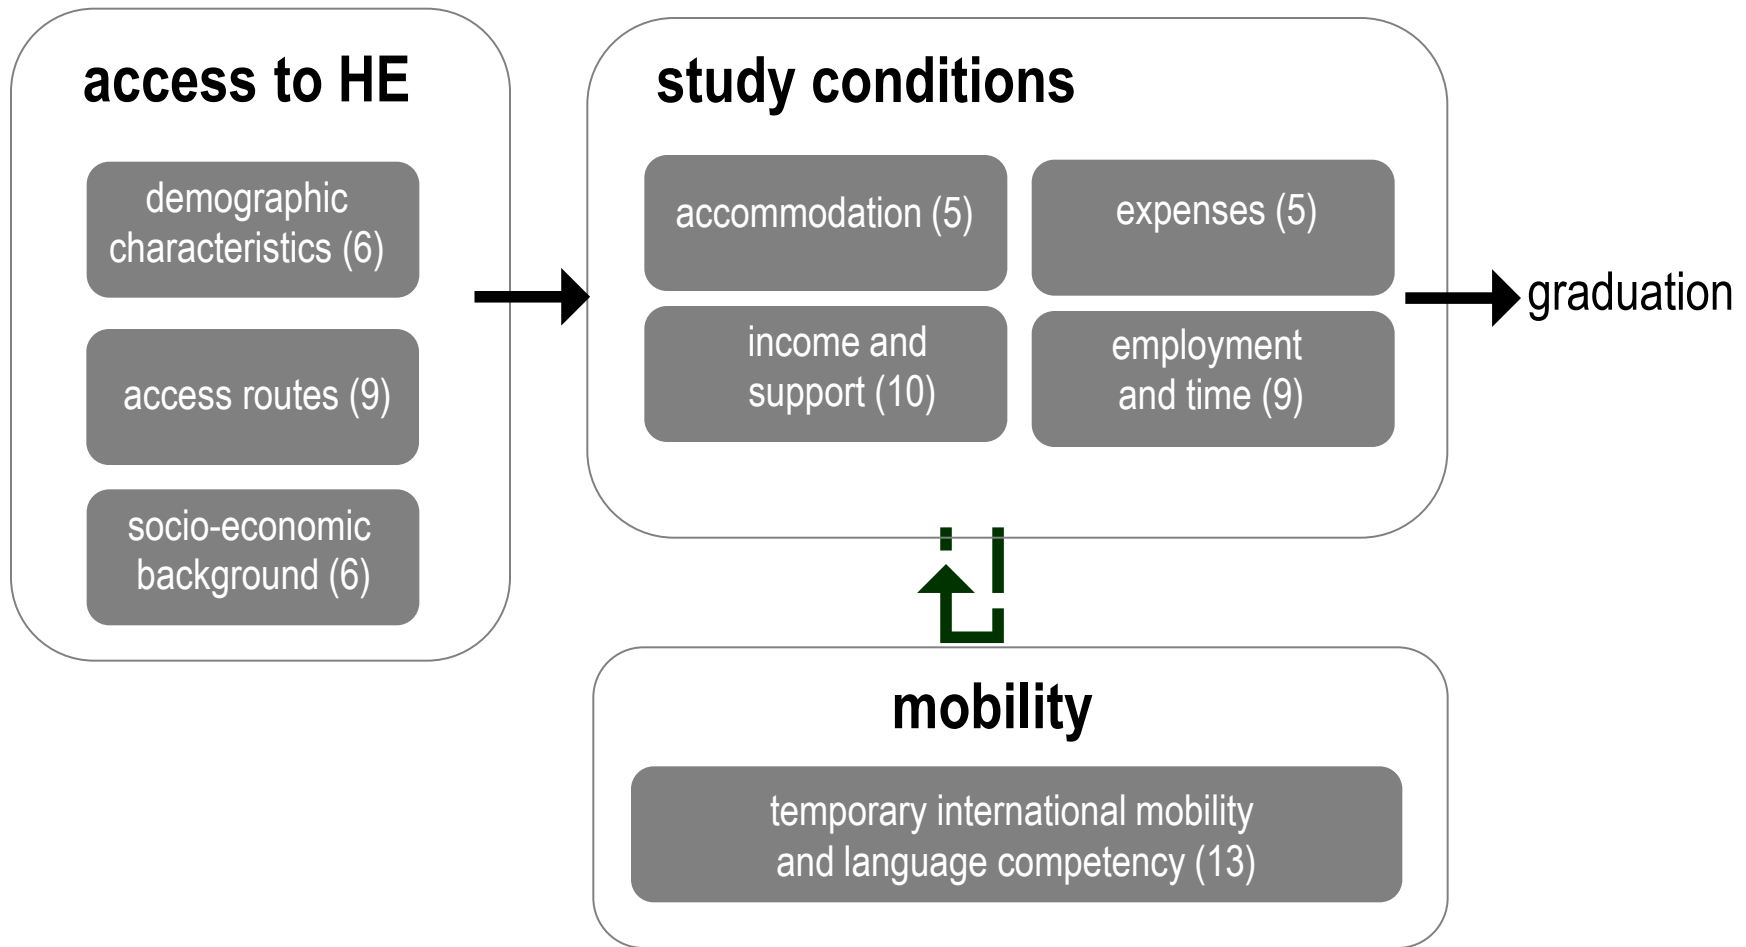 access to HE
demographic
characteristics (6)
access routes (9)
socio-economic
background (6)
study conditions
accommodation (5)
expenses (5)
income and
support (10)
employment
and time (9)
graduation
mobility
temporary international mobility
and language competency (13)